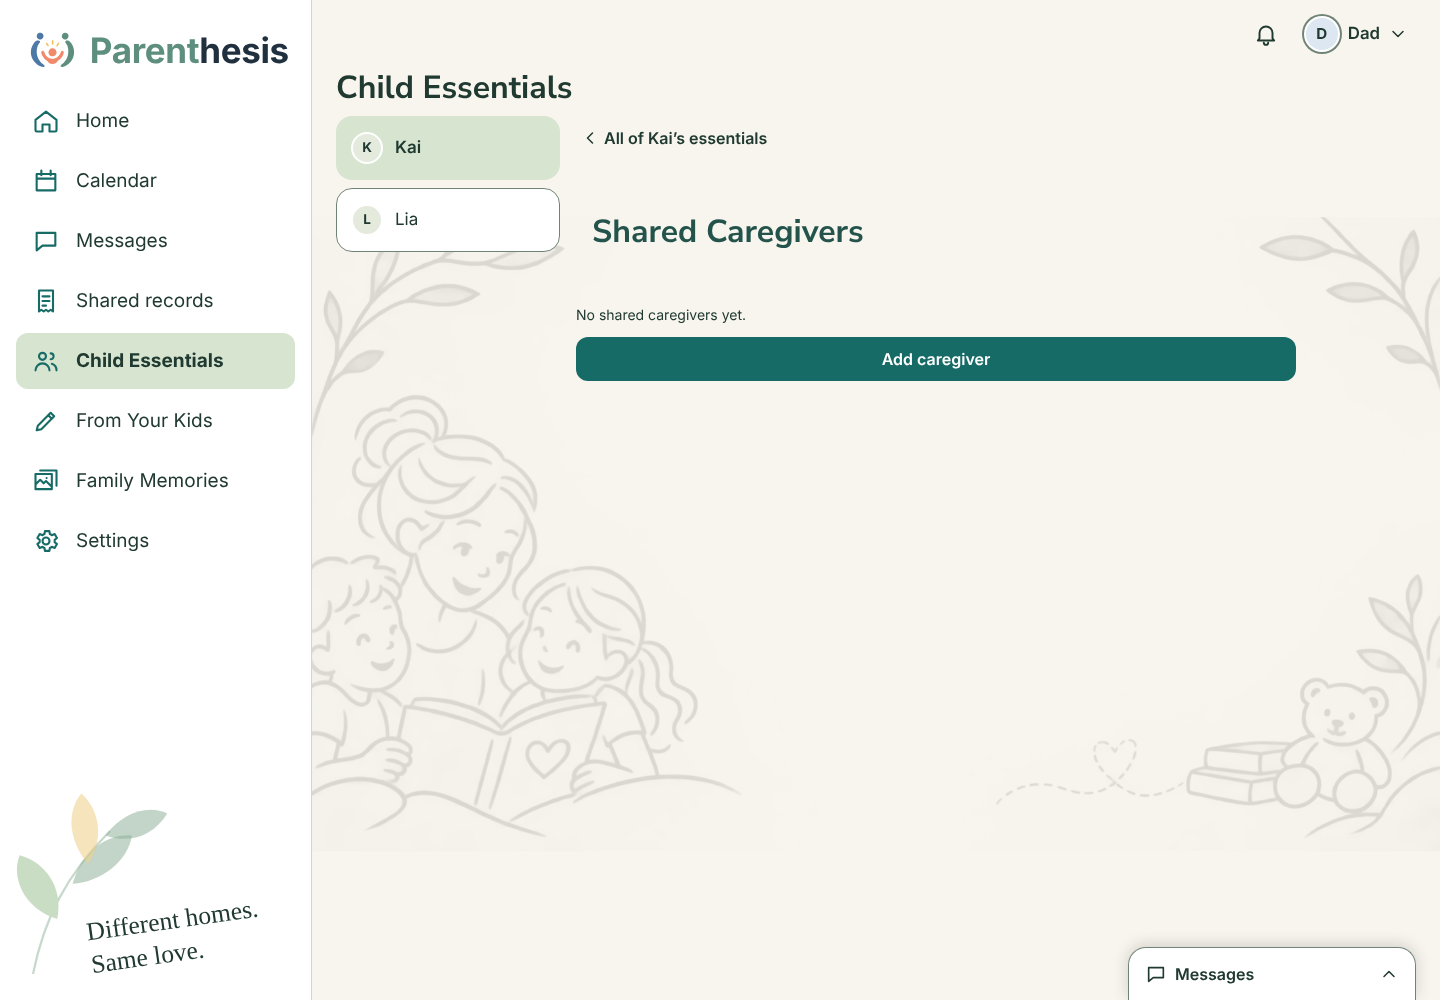 Parenthesis
Home
Calendar
Messages
Shared records
Child Essentials
From Your Kids
Family Memories
Settings
Different homes.
Same love.
D Dad
Child Essentials
K Kai
L Lia
All of Kai’s essentials
Shared Caregivers
No shared caregivers yet.
Add caregiver
Messages